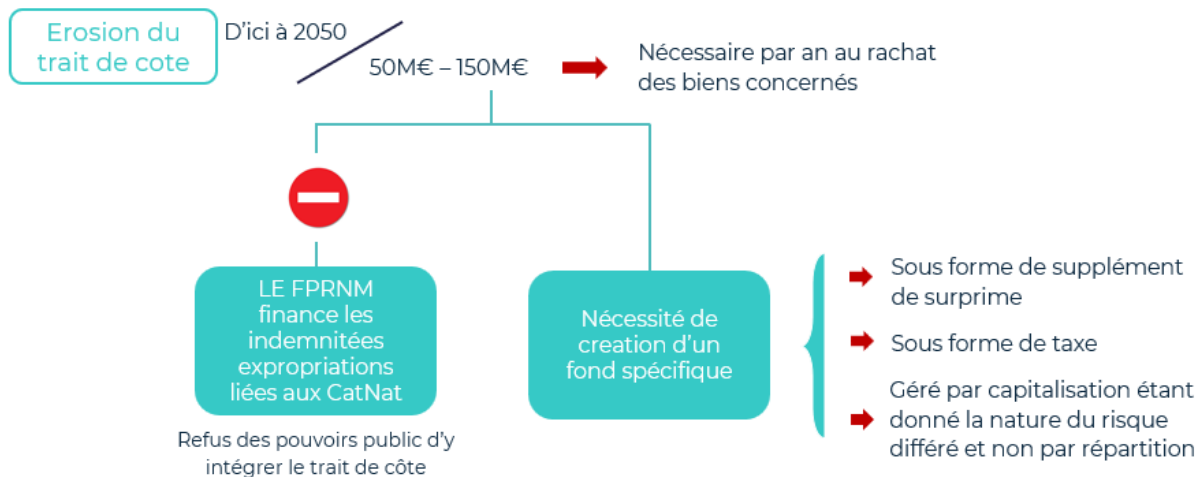 Erosion du
trait de cote
D'ici à 2050
50M€ – 150M€
Nécessaire par an au rachat
des biens concernés
LE FPRNM
finance les
indemnitées
expropriations
liées aux CatNat
Refus des pouvoirs public d'y
intégrer le trait de côte
Nécessité de
creation d'un
fond spécifique
Sous forme de supplément
de surprime
Sous forme de taxe
Géré par capitalisation étant
donné la nature du risque
différé et non par répartition